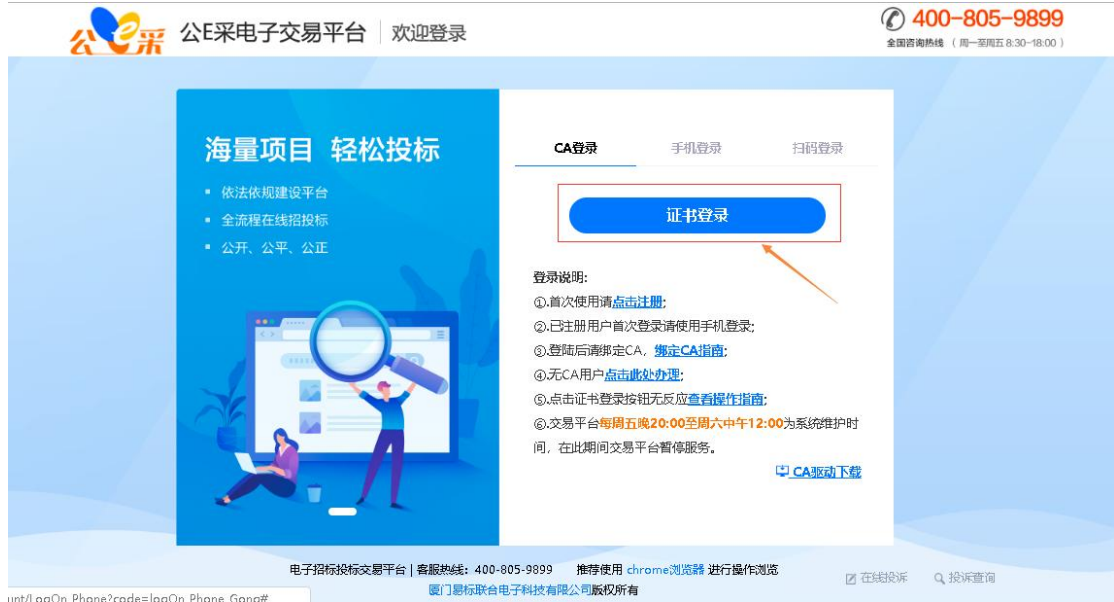 公e采 公E采电子交易平台 欢迎登录
400-805-9899
全国咨询热线 （周一至周五 8:30-18:00）
海量项目 轻松投标
依法依规建设平台
全流程在线招投标
公开、公平、公正
CA登录 手机登录 扫码登录
证书登录
登录说明:
①.首次使用请点击注册;
②.已注册用户首次登录请使用手机登录;
③.登陆后请绑定CA, 绑定CA指南;
④.无CA用户点击此处办理;
⑤.点击证书登录按钮无反应查看操作指南;
⑥.交易平台每周五晚20:00至周六中午12:00为系统维护时
间，在此期间交易平台暂停服务。
CA驱动下载
电子招标投标交易平台 | 客服热线：400-805-9899 推荐使用 chrome浏览器 进行操作浏览
厦门易标联合电子科技有限公司版权所有
在线投诉 投诉查询
unt/LogOn_Phone?code=logOn_Phone_Gong#